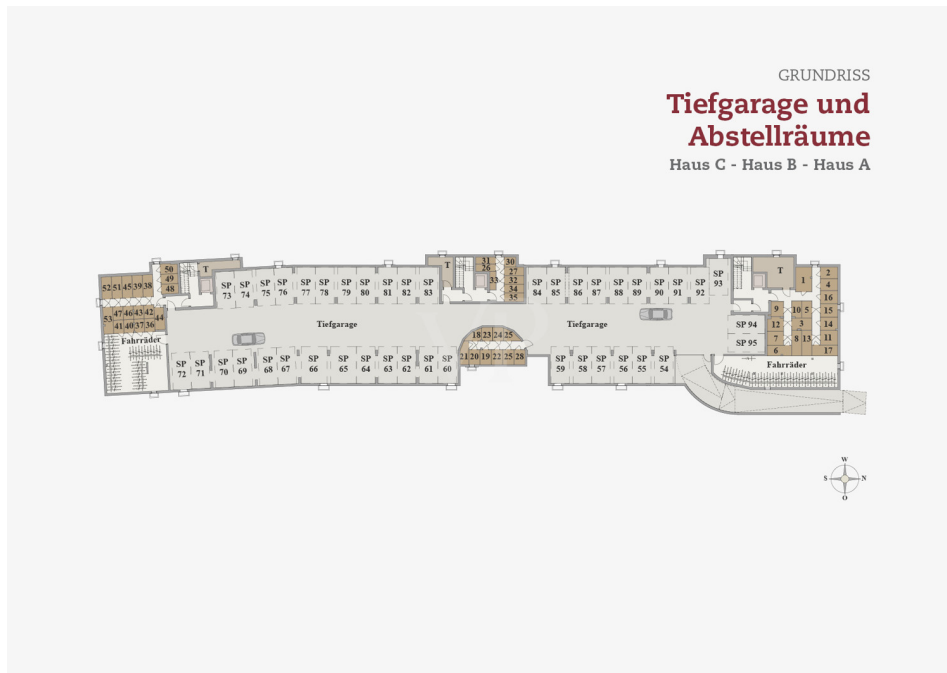 GRUNDRISS
Tiefgarage und
Abstellräume
Haus C - Haus B - Haus A
50
49
48
T
52 51 45 39 38
53
47 46 43 42
44
41 40 37 36
Fahrräder
SP 73
SP 74
SP 75
SP 76
SP 77
SP 78
SP 79
SP 80
SP 81
SP 82
SP 83
T
31
26
33
30
27
32
34
35
SP 84
SP 85
SP 86
SP 87
SP 88
SP 89
SP 90
SP 91
SP 92
SP 93
T
1
2
4
16
9
10 5
15
12
3
14
7
8 13
11
6
17
SP 94
SP 95
Fahrräder
Tiefgarage
Tiefgarage
18 23 24 25
21 20 19 22 25 28
SP 72
SP 71
SP 70
SP 69
SP 68
SP 67
SP 66
SP 65
SP 64
SP 63
SP 62
SP 61
SP 60
SP 59
SP 58
SP 57
SP 56
SP 55
SP 54
W
S
N
O